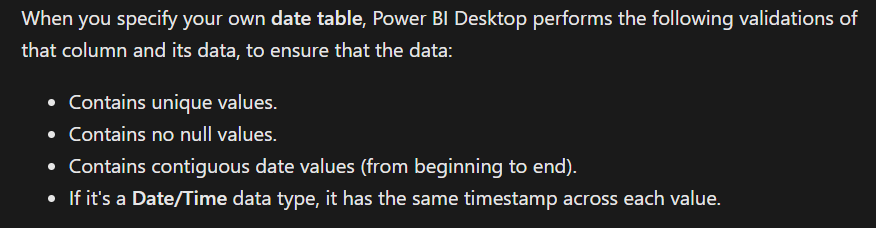 When you specify your own date table, Power BI Desktop performs the following validations of
that column and its data, to ensure that the data:
• Contains unique values.
• Contains no null values.
• Contains contiguous date values (from beginning to end).
• If it's a Date/Time data type, it has the same timestamp across each value.